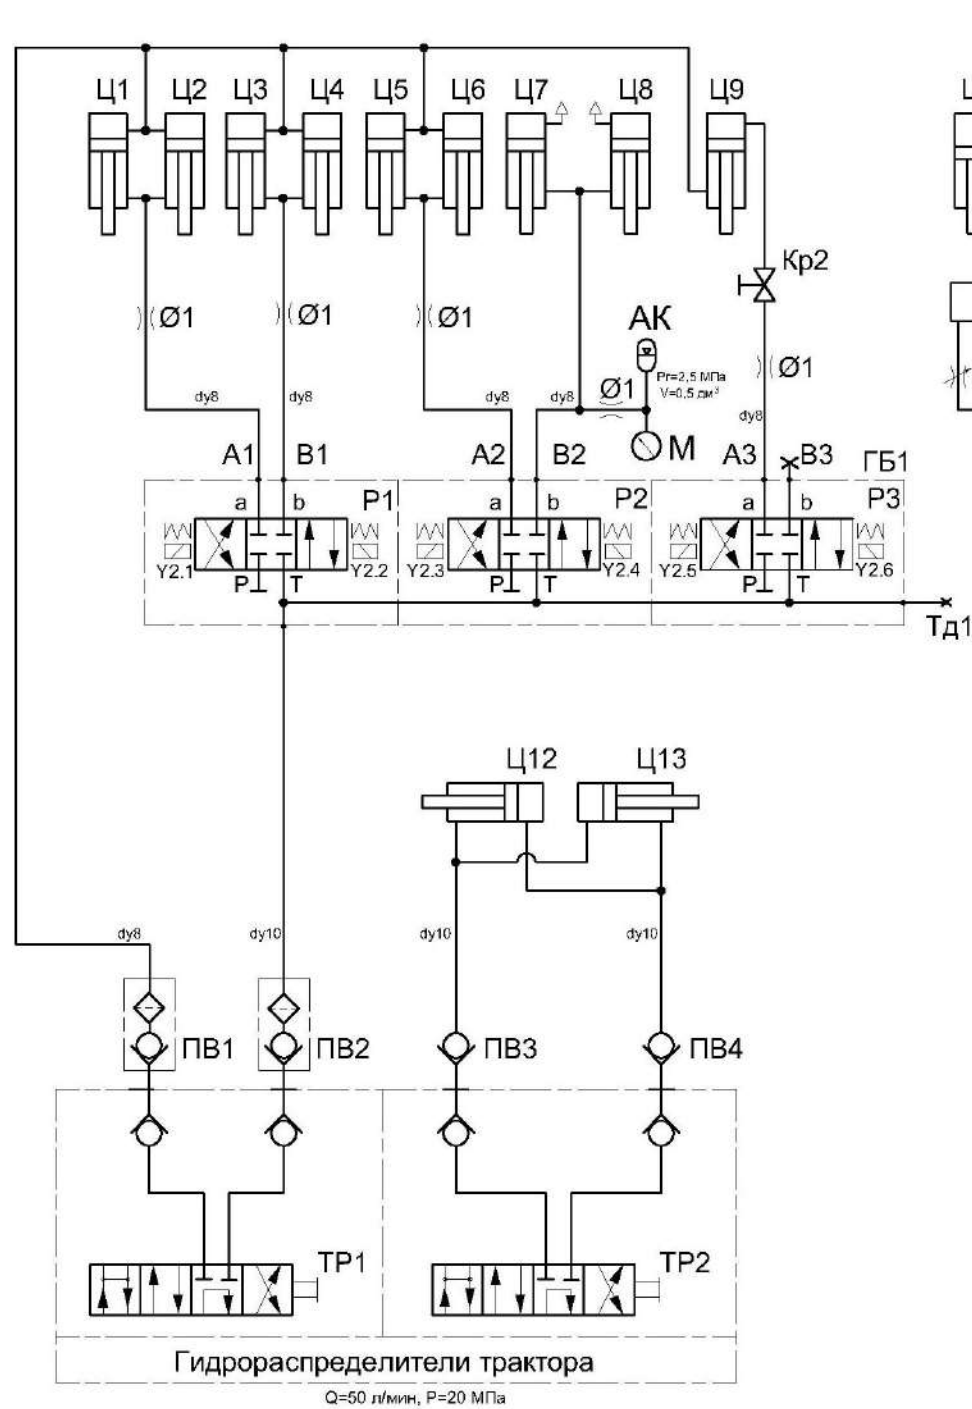 Ц1 Ц2 Ц3 Ц4 Ц5 Ц6 Ц7 Ц8 Ц9
Кр2
Ø1 Ø1 Ø1 АК
Pг=2,5 МПа
V=0,5 дм³
Ø1 Ø1
dy8 dy8 dy8 dy8 dy8
М
А1 В1 А2 В2 А3 В3 ГБ1
a b Р1 a b Р2 a b Р3
Y2.1 P T Y2.2 Y2.3 P T Y2.4 Y2.5 P T Y2.6
Тд1
Ц12 Ц13
dy8 dy10 dy10 dy10
ПВ1 ПВ2 ПВ3 ПВ4
ТР1 ТР2
Гидрораспределители трактора
Q=50 л/мин, P=20 МПа